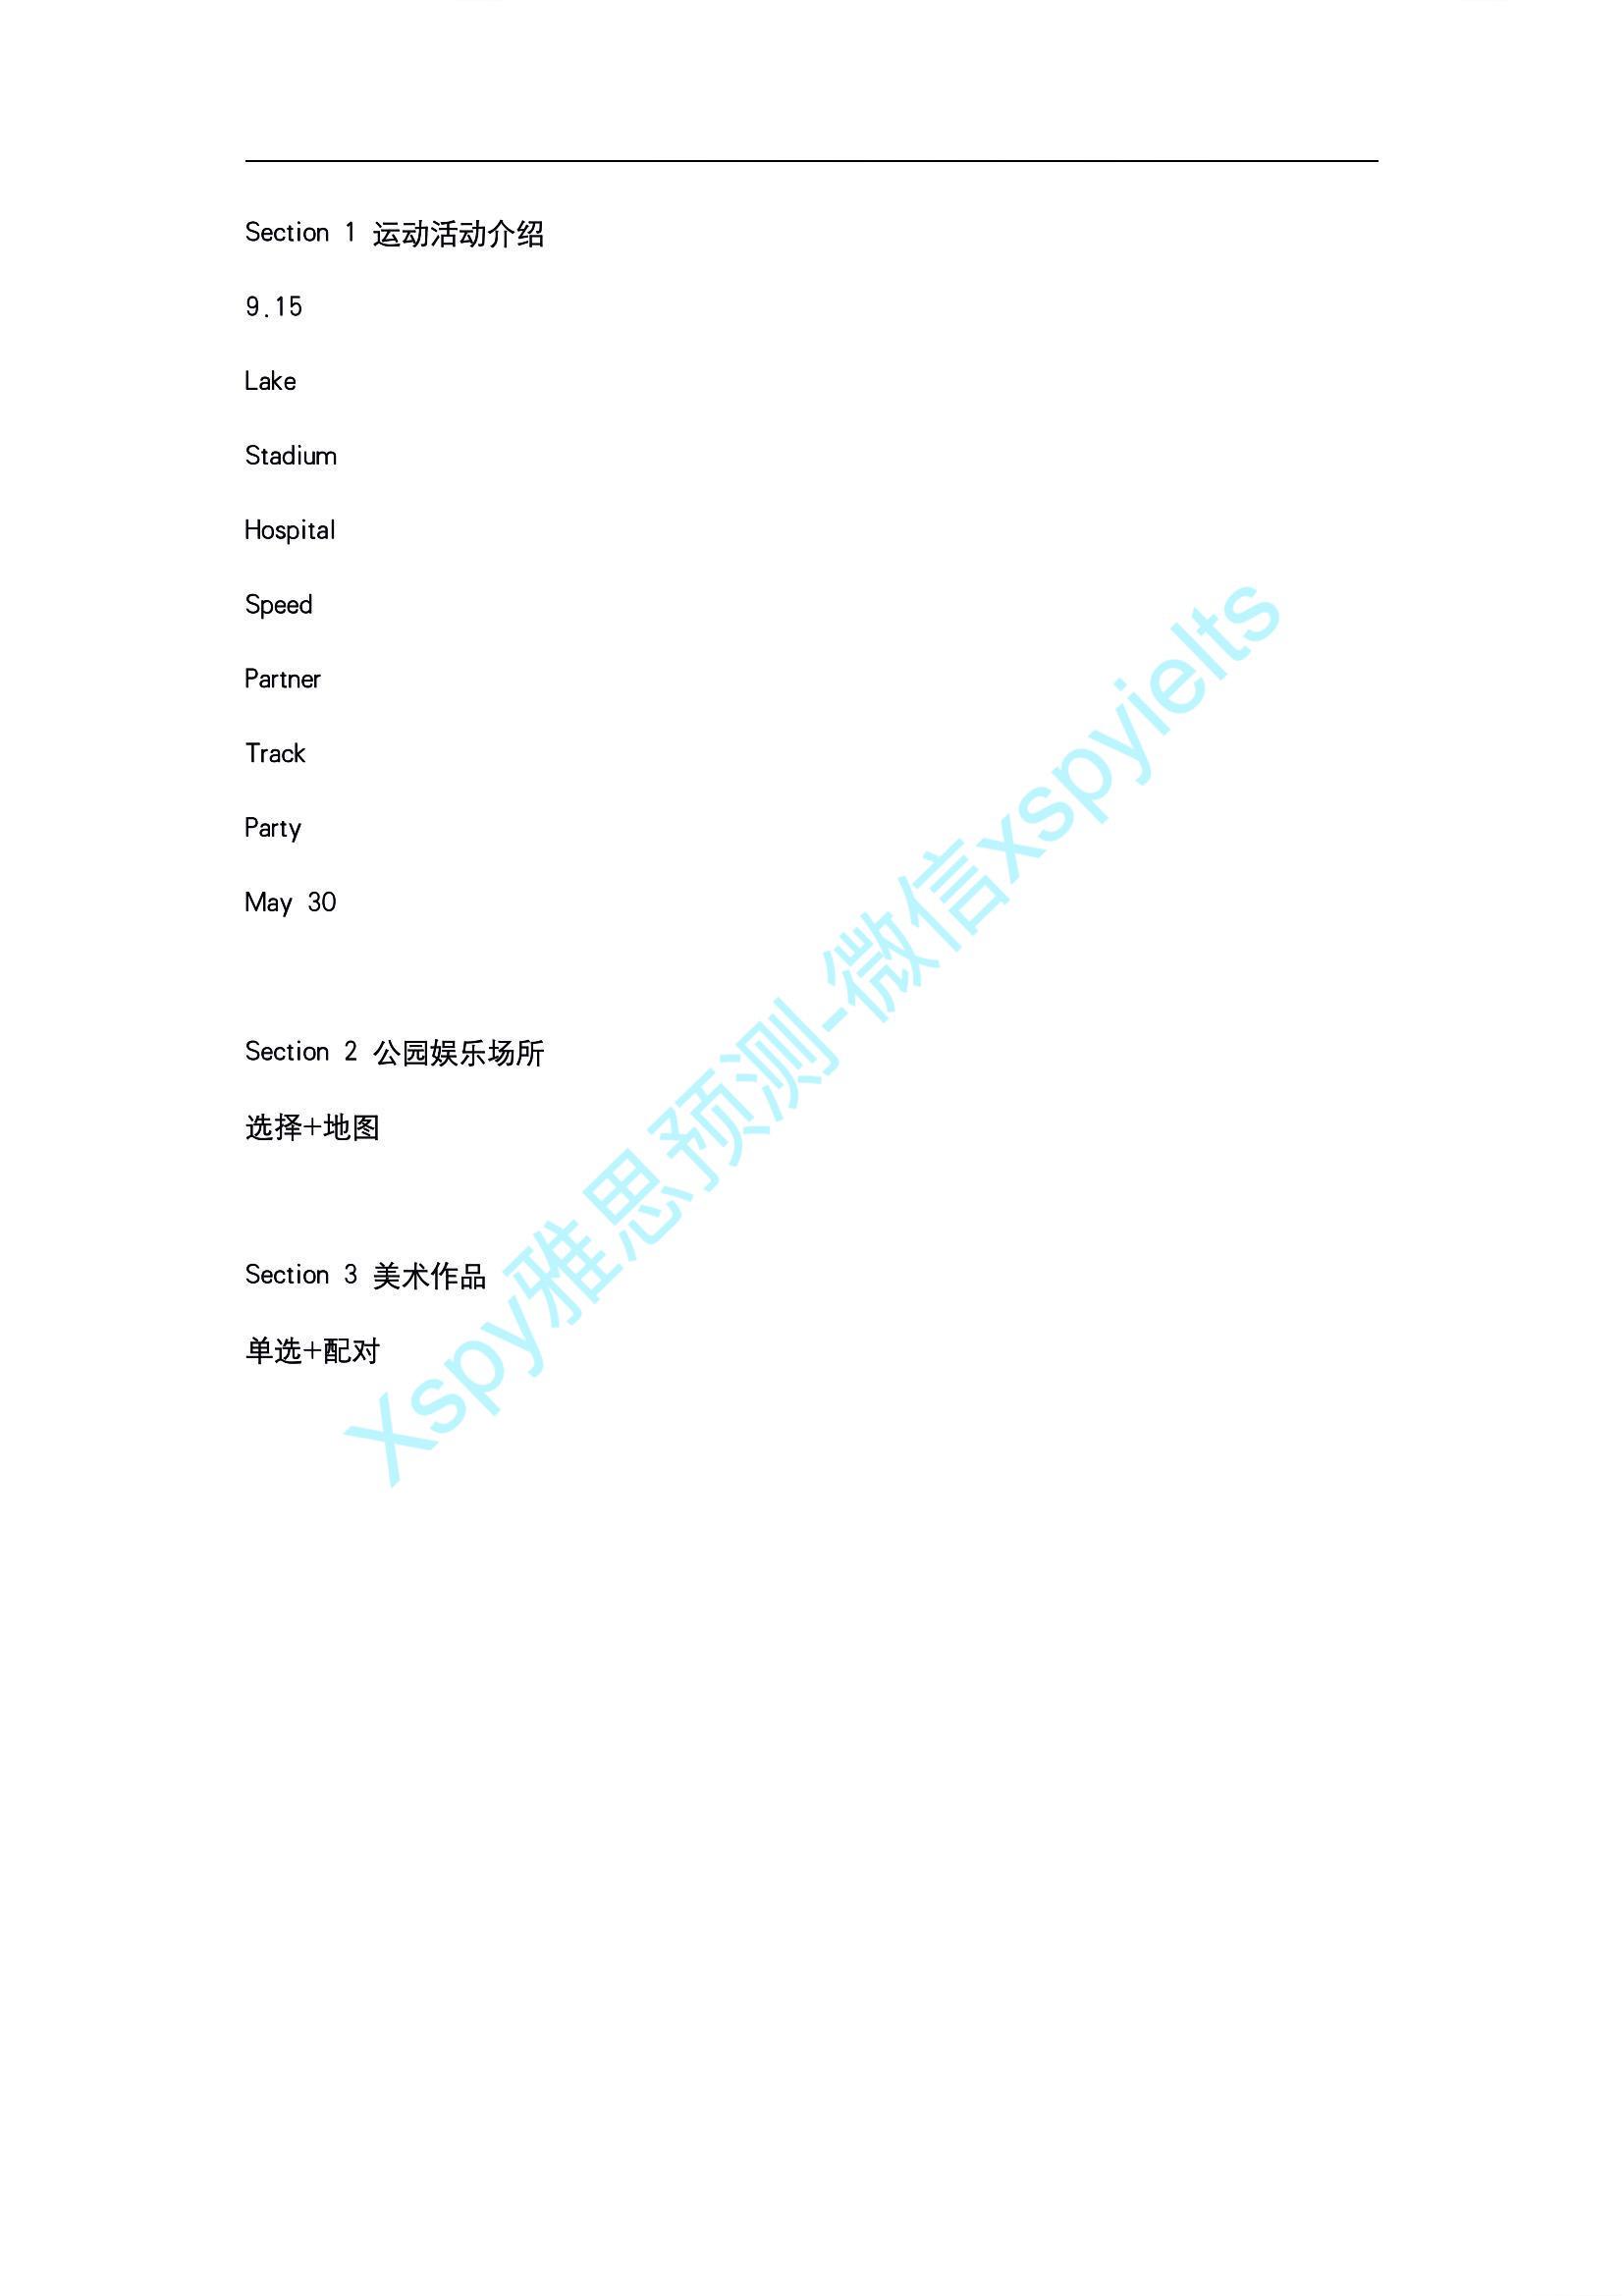 Section 1 运动活动介绍
9.15
Lake
Stadium
Hospital
Speed
Partner
Track
Party
May 30
Section 2 公园娱乐场所
选择+地图
Section 3 美术作品
单选+配对
Xspy雅思预测-微信xspyielts